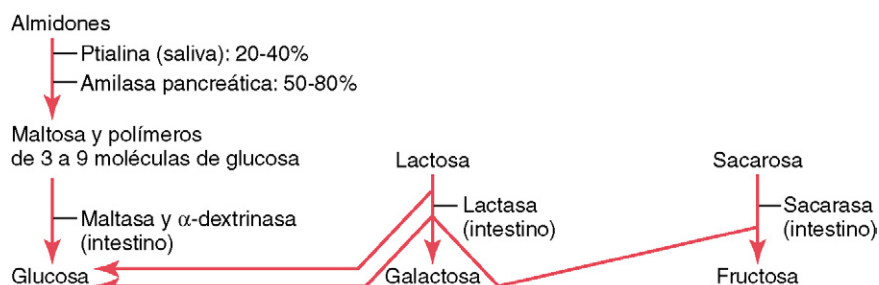 Almidones
Ptialina (saliva): 20-40%
Amilasa pancreática: 50-80%
Maltosa y polímeros
de 3 a 9 moléculas de glucosa
Lactosa
Sacarosa
Maltasa y α-dextrinasa
(intestino)
Lactasa
(intestino)
Sacarasa
(intestino)
Glucosa
Galactosa
Fructosa